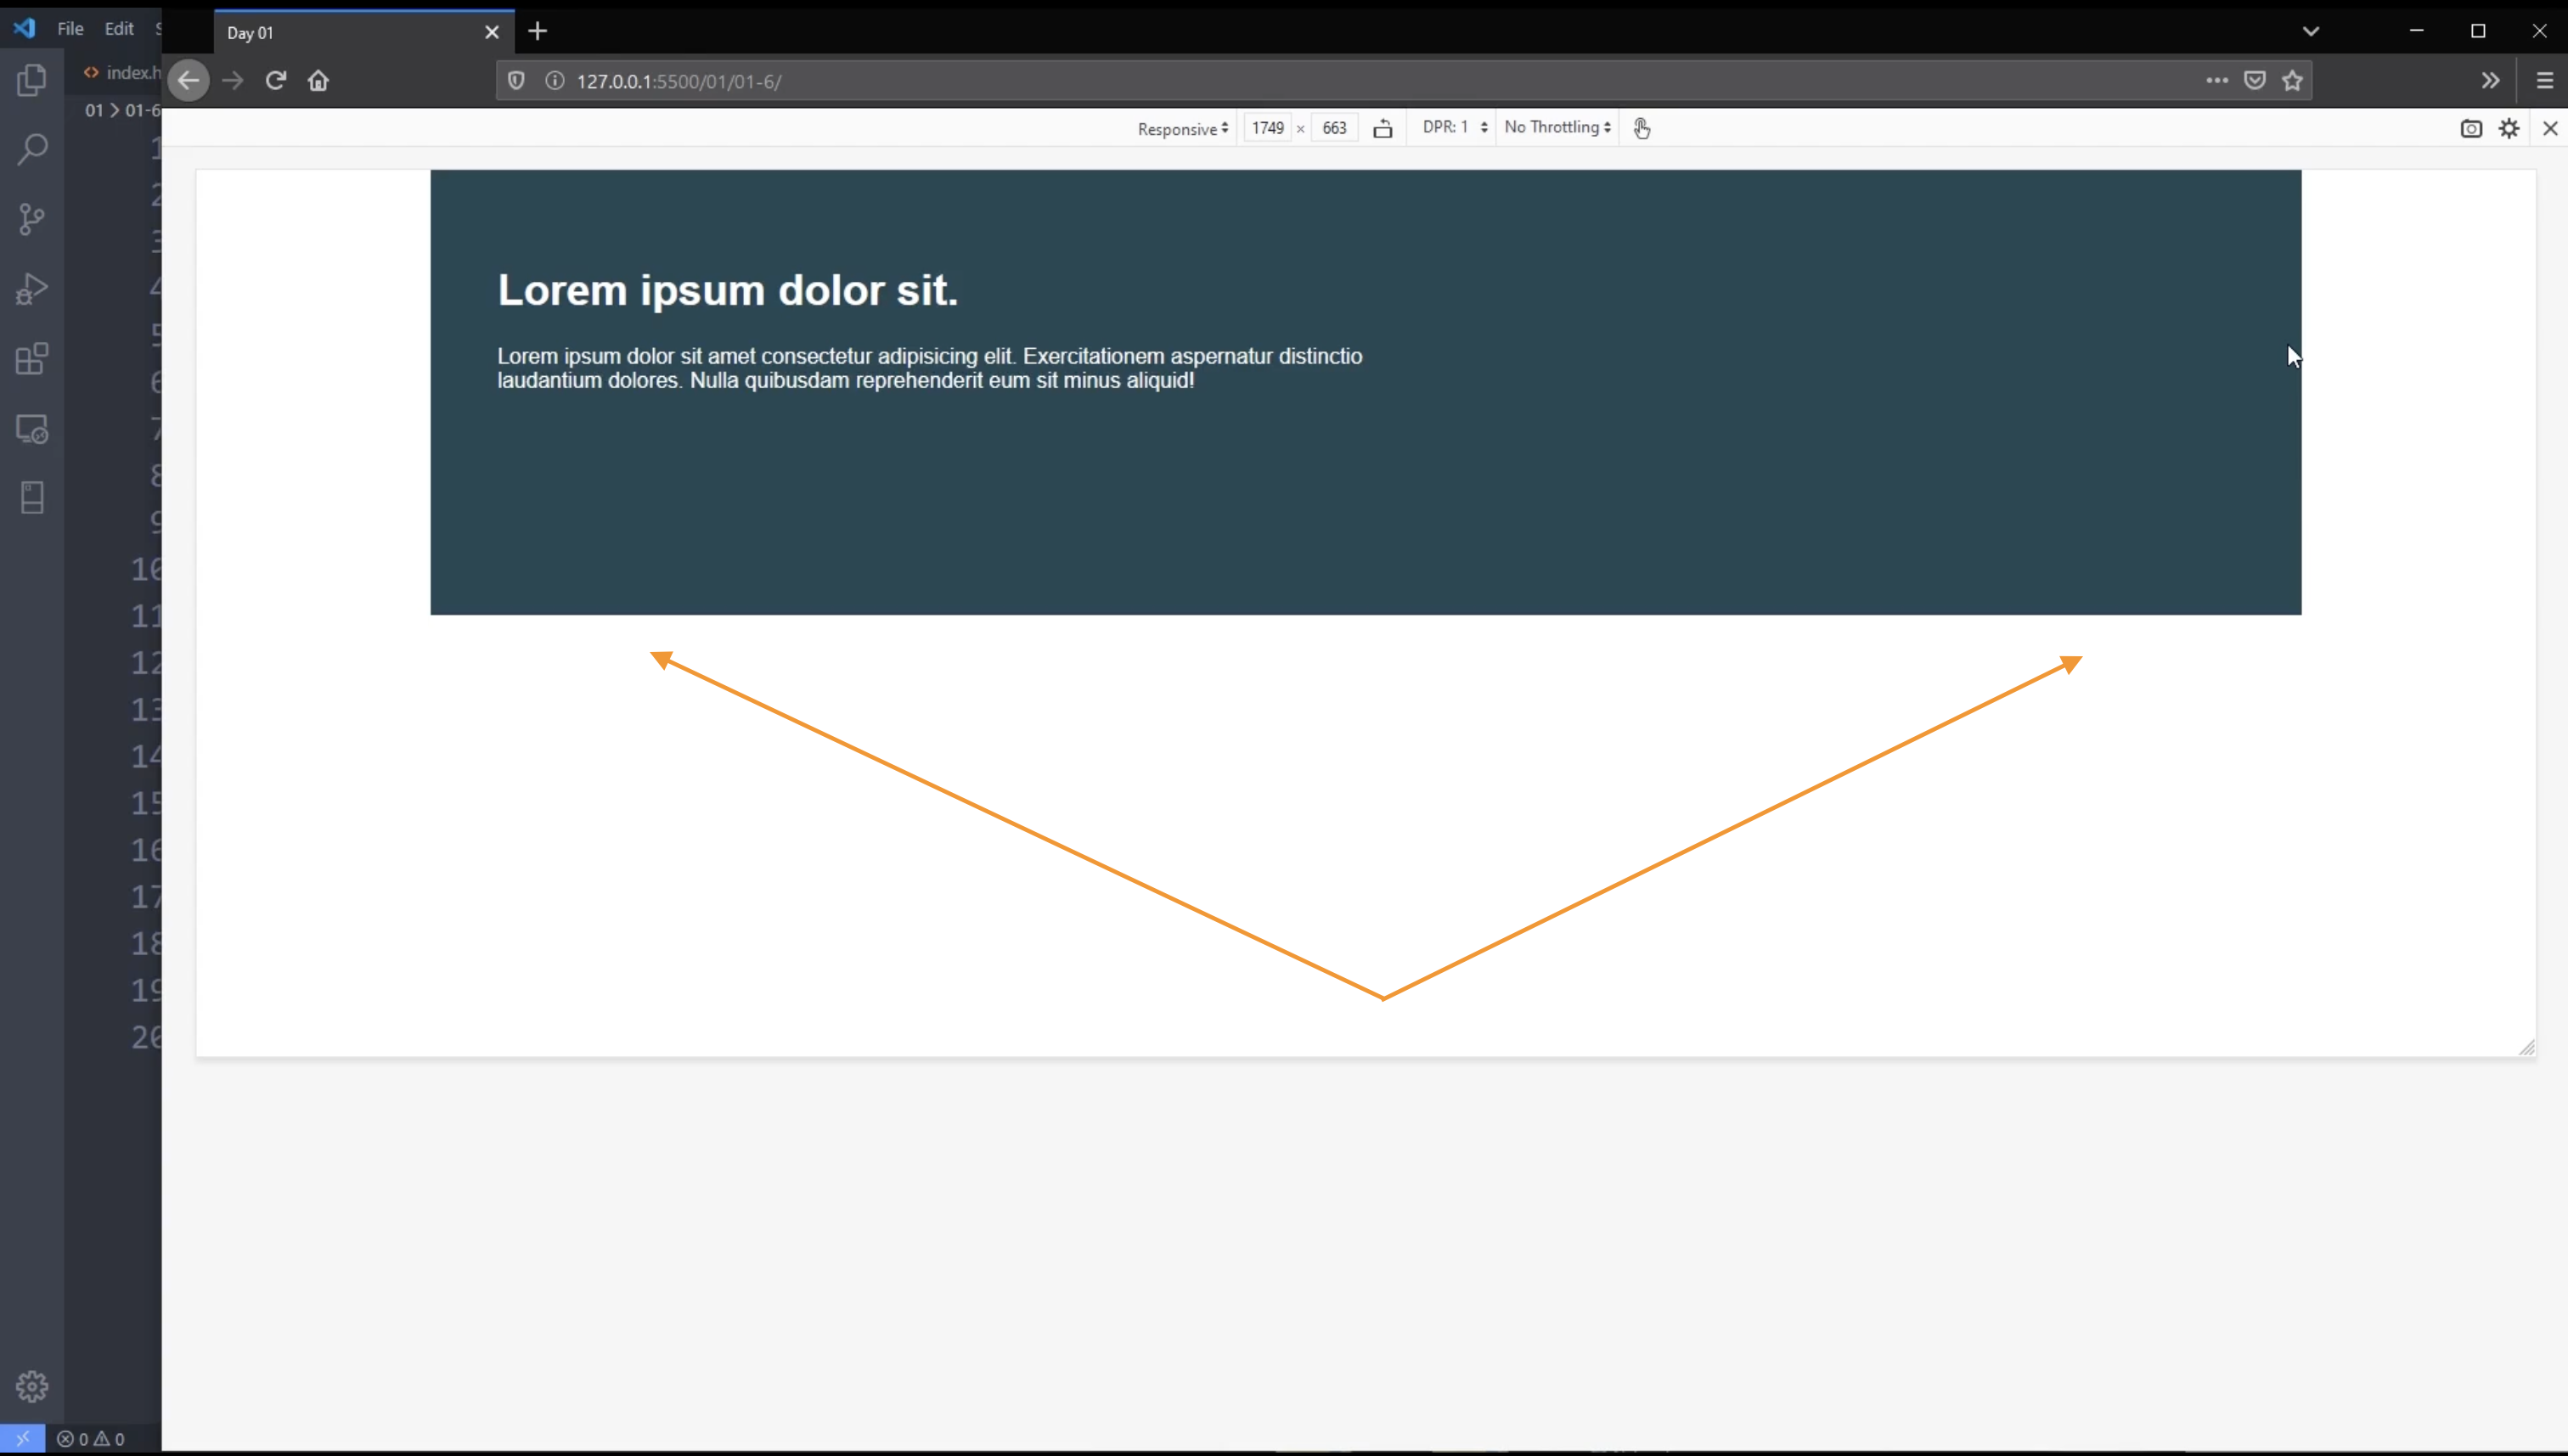 File Edit
Day 01
index.h
127.0.0.1:5500/01/01-6/
01 > 01-6
Responsive 1749 × 663 DPR: 1 No Throttling
Lorem ipsum dolor sit.
Lorem ipsum dolor sit amet consectetur adipisicing elit. Exercitationem aspernatur distinctio
laudantium dolores. Nulla quibusdam reprehenderit eum sit minus aliquid!
1
2
3
4
5
6
7
8
9
10
11
12
13
14
15
16
17
18
19
20
0 0